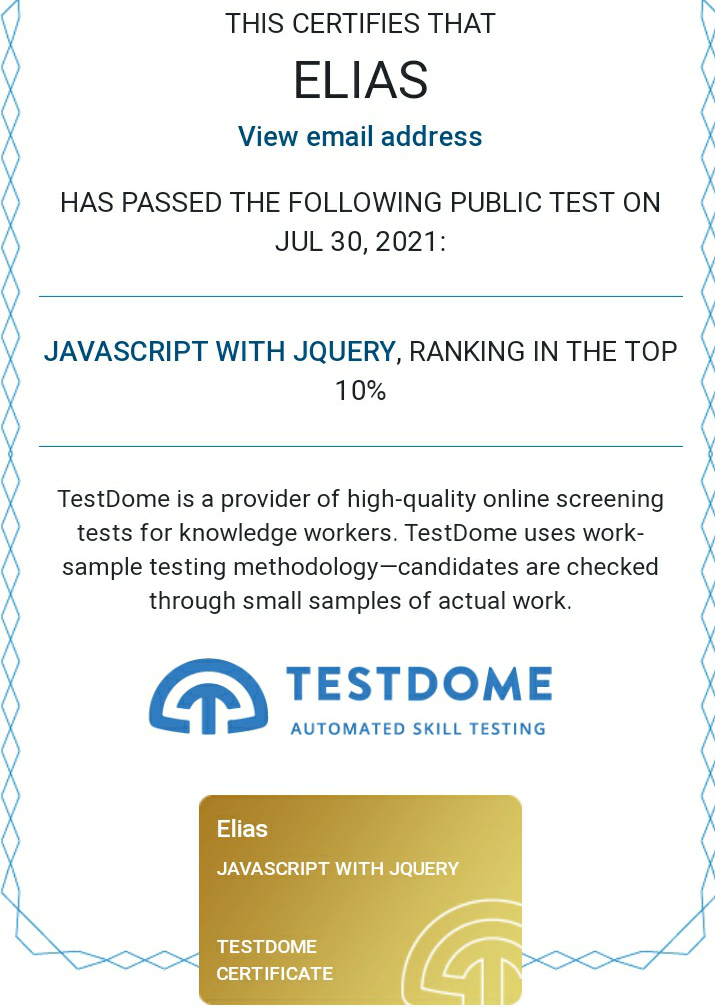 THIS CERTIFIES THAT
ELIAS
View email address
HAS PASSED THE FOLLOWING PUBLIC TEST ON
JUL 30, 2021:
JAVASCRIPT WITH JQUERY, RANKING IN THE TOP
10%
TestDome is a provider of high-quality online screening
tests for knowledge workers. TestDome uses work-
sample testing methodology—candidates are checked
through small samples of actual work.
TESTDOME
AUTOMATED SKILL TESTING
Elias
JAVASCRIPT WITH JQUERY
TESTDOME
CERTIFICATE